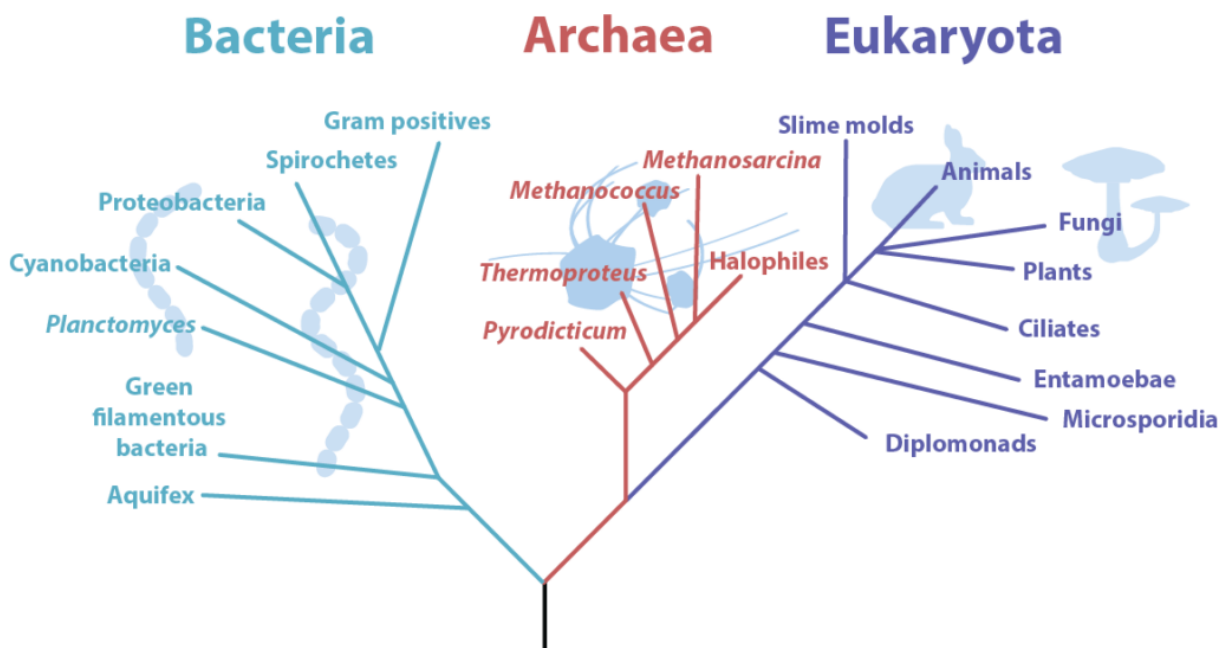 Bacteria
Archaea
Eukaryota
Gram positives
Spirochetes
Proteobacteria
Cyanobacteria
Planctomyces
Green
filamentous
bacteria
Aquifex
Methanosarcina
Methanococcus
Thermoproteus
Halophiles
Pyrodicticum
Slime molds
Animals
Fungi
Plants
Ciliates
Entamoebae
Microsporidia
Diplomonads